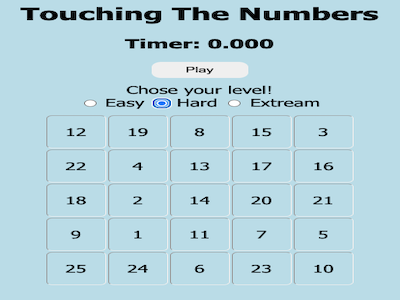 Touching The Numbers
Timer: 0.000
Play
Chose your level!
Easy Hard Extream
12 19 8 15 3
22 4 13 17 16
18 2 14 20 21
9 1 11 7 5
25 24 6 23 10